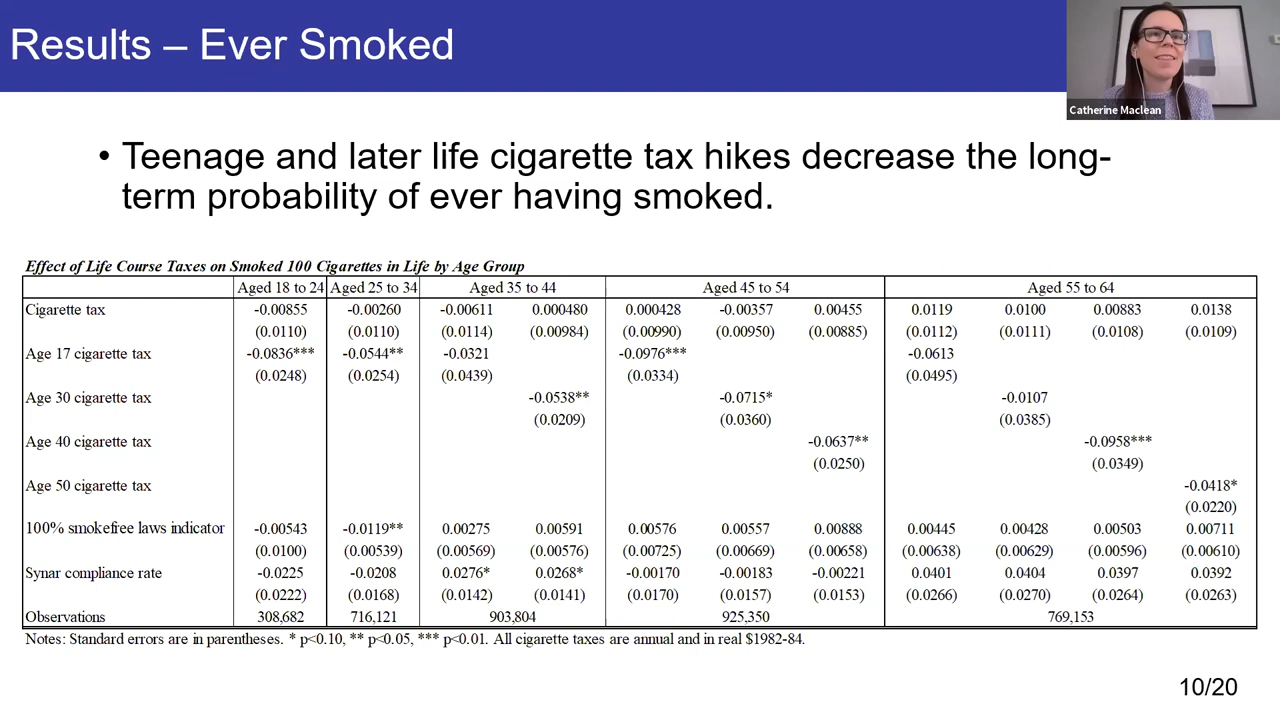 Results – Ever Smoked
Catherine Maclean
• Teenage and later life cigarette tax hikes decrease the long-
term probability of ever having smoked.
Effect of Life Course Taxes on Smoked 100 Cigarettes in Life by Age Group
Aged 18 to 24 Aged 25 to 34 Aged 35 to 44 Aged 45 to 54 Aged 55 to 64
Cigarette tax -0.00855 -0.00260 -0.00611 0.000480 0.000428 -0.00357 0.00455 0.0119 0.0100 0.00883 0.0138
(0.0110) (0.0110) (0.0114) (0.00984) (0.00990) (0.00950) (0.00885) (0.0112) (0.0111) (0.0108) (0.0109)
Age 17 cigarette tax -0.0836*** -0.0544** -0.0321 -0.0976*** -0.0613
(0.0248) (0.0254) (0.0439) (0.0334) (0.0495)
Age 30 cigarette tax -0.0538** -0.0715* -0.0107
(0.0209) (0.0360) (0.0385)
Age 40 cigarette tax -0.0637** -0.0958***
(0.0250) (0.0349)
Age 50 cigarette tax -0.0418*
(0.0220)
100% smokefree laws indicator -0.00543 -0.0119** 0.00275 0.00591 0.00576 0.00557 0.00888 0.00445 0.00428 0.00503 0.00711
(0.0100) (0.00539) (0.00569) (0.00576) (0.00725) (0.00669) (0.00658) (0.00638) (0.00629) (0.00596) (0.00610)
Synar compliance rate -0.0225 -0.0208 0.0276* 0.0268* -0.00170 -0.00183 -0.00221 0.0401 0.0404 0.0397 0.0392
(0.0222) (0.0168) (0.0142) (0.0141) (0.0170) (0.0157) (0.0153) (0.0266) (0.0270) (0.0264) (0.0263)
Observations 308,682 716,121 903,804 925,350 769,153
Notes: Standard errors are in parentheses. * p<0.10, ** p<0.05, *** p<0.01. All cigarette taxes are annual and in real $1982-84.
10/20